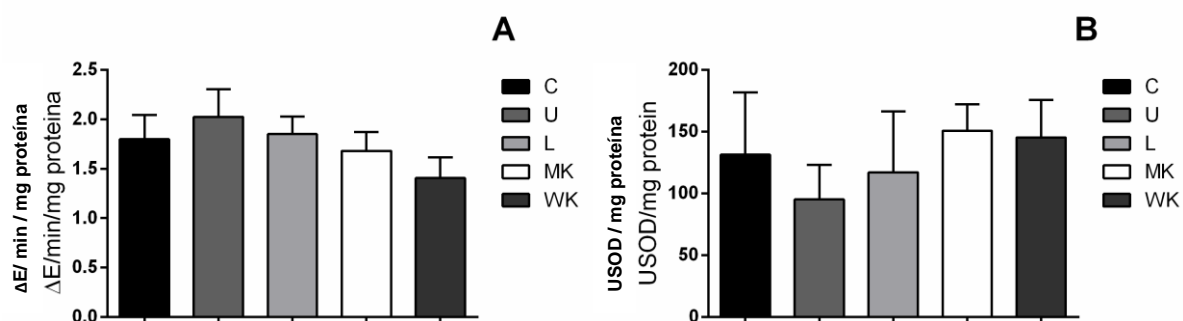 A
ΔE/ min / mg proteína
ΔE/min/mg proteina
2.5
2.0
1.5
1.0
0.5
0.0
C
U
L
MK
WK
B
USOD / mg proteína
USOD/mg protein
200
150
100
50
0
C
U
L
MK
WK